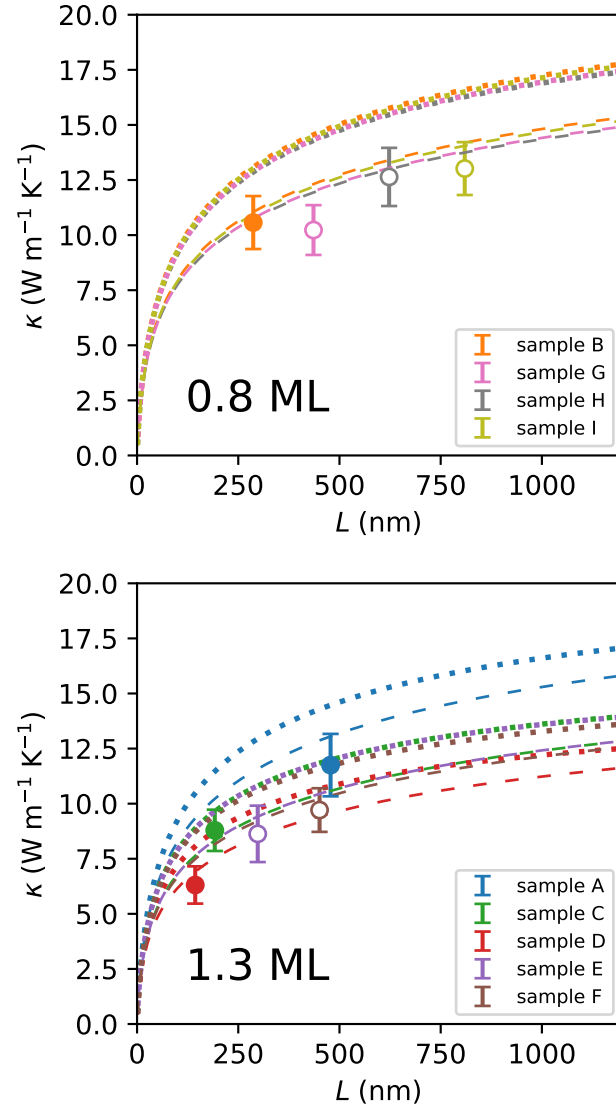 20.0
17.5
15.0
12.5
10.0
7.5
5.0
2.5
0.0
κ (W m⁻¹ K⁻¹)
0.8 ML
sample B
sample G
sample H
sample I
0 250 500 750 1000
L (nm)
20.0
17.5
15.0
12.5
10.0
7.5
5.0
2.5
0.0
κ (W m⁻¹ K⁻¹)
1.3 ML
sample A
sample C
sample D
sample E
sample F
0 250 500 750 1000
L (nm)